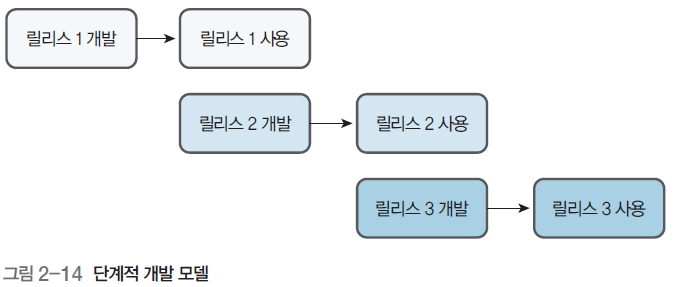 릴리스 1 개발
릴리스 1 사용
릴리스 2 개발
릴리스 2 사용
릴리스 3 개발
릴리스 3 사용
그림 2-14 단계적 개발 모델